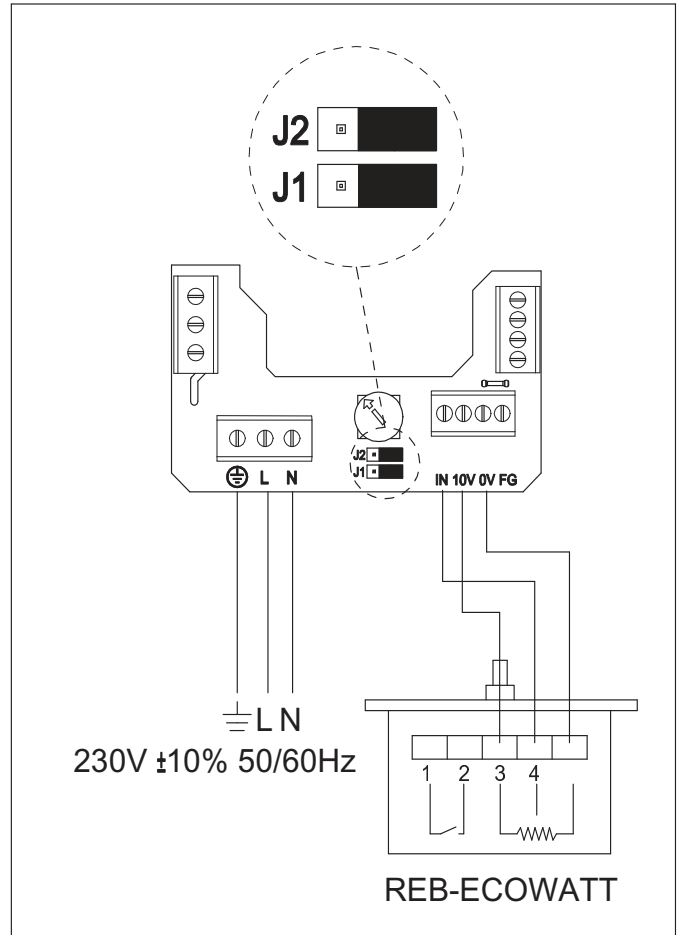 J2
J1
J2
J1
L N
IN 10V 0V FG
L N
230V ±10% 50/60Hz
1 2 3 4
REB-ECOWATT